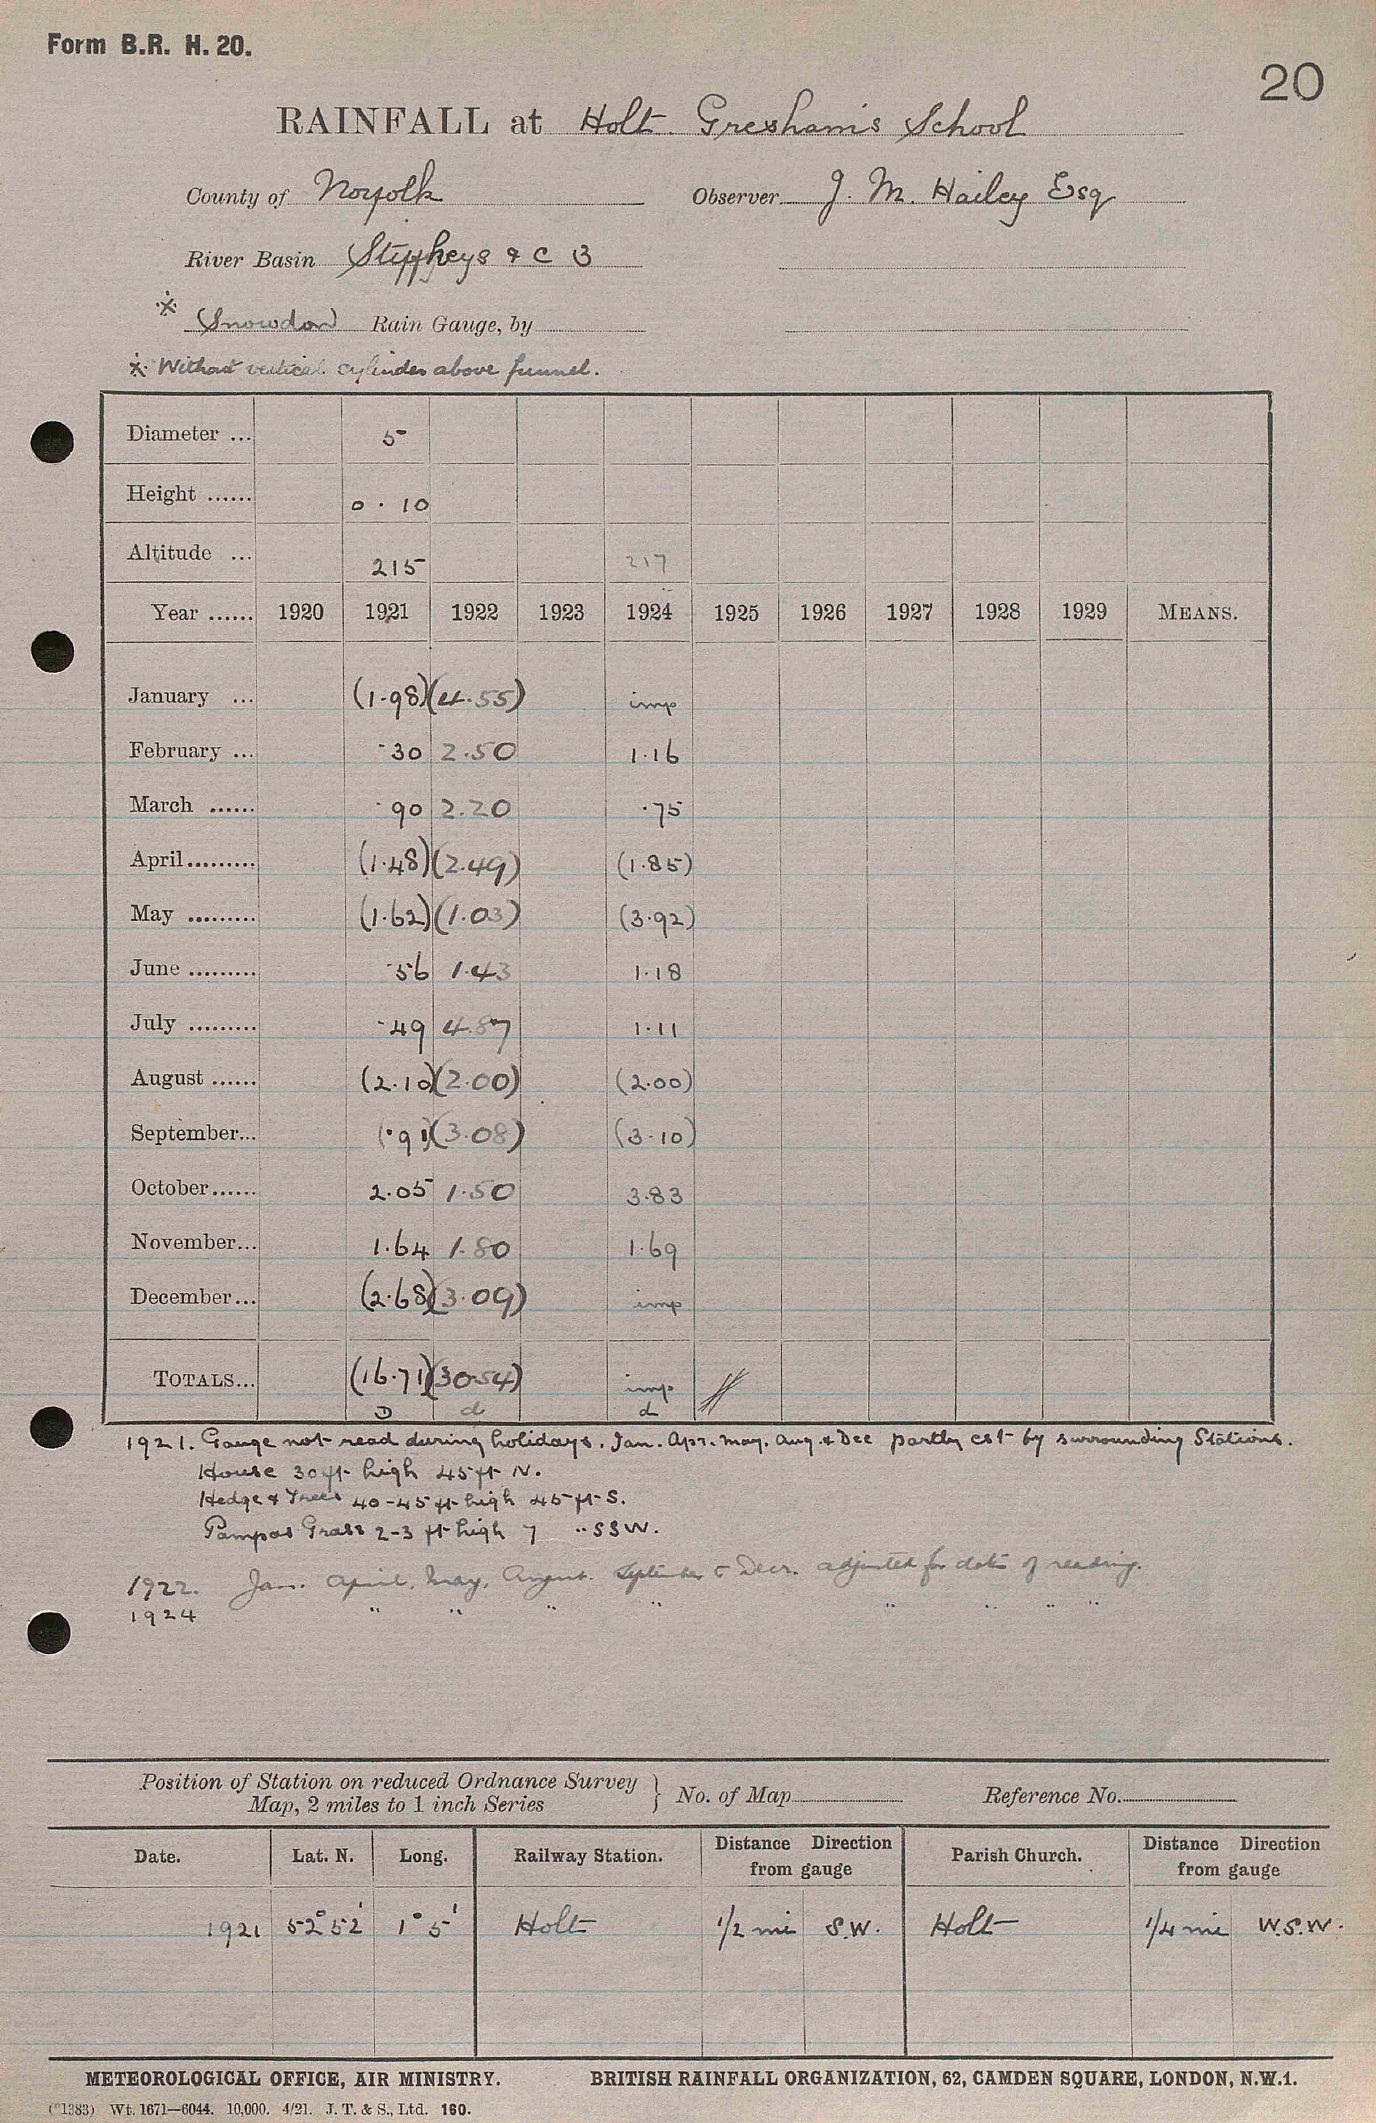 Form B.R. H. 20.
20
RAINFALL at Holt. Gresham's School
County of Norfolk Observer J. M. Hailey Esq
River Basin Stiffkeys & C B
※ (Snowdon) Rain Gauge, by
※ Without vertical cylinder above funnel.
Diameter ... 5
Height ...... 0 · 10
Altitude ... 215 217
Year ...... 1920 1921 1922 1923 1924 1925 1926 1927 1928 1929 MEANS.
January ... (1.98) (4.55) imp
February ... ·30 2.50 1.16
March ...... ·90 2.20 ·75
April......... (1.48) (2.49) (1.85)
May ......... (1.62) (1.03) (3.92)
June ......... ·56 1.43 1.18
July ......... ·49 4.87 1.11
August ...... (2.10) (2.00) (2.00)
September... (·91) (3.08) (3.10)
October...... 2.05 1.50 3.83
November... 1.64 1.80 1.69
December... (2.68) (3.09) imp
TOTALS... (16.71) (30.54) imp
D d d
1921. Gauge not read during holidays. Jan. Apr. May. Aug. & Dec partly est by surrounding Stations.
House 30ft high 45ft N.
Hedge & Trees 40-45 ft high 45 ft S.
Pampas Grass 2-3 ft high 7 " SSW.
1922. Jan. April, May, August. September & Decr. adjusted for date of reading.
1924 " " " " " " " "
Position of Station on reduced Ordnance Survey } No. of Map Reference No.
Map, 2 miles to 1 inch Series
Date. Lat. N. Long. Railway Station. Distance Direction from gauge Parish Church. Distance Direction from gauge
1921 52° 52' 1° 5' Holt 1/2 mi S.W. Holt 1/4 mi W.S.W.
METEOROLOGICAL OFFICE, AIR MINISTRY. BRITISH RAINFALL ORGANIZATION, 62, CAMDEN SQUARE, LONDON, N.W.1.
(*1383) Wt. 1671—6044. 10,000. 4/21. J. T. & S., Ltd. 160.